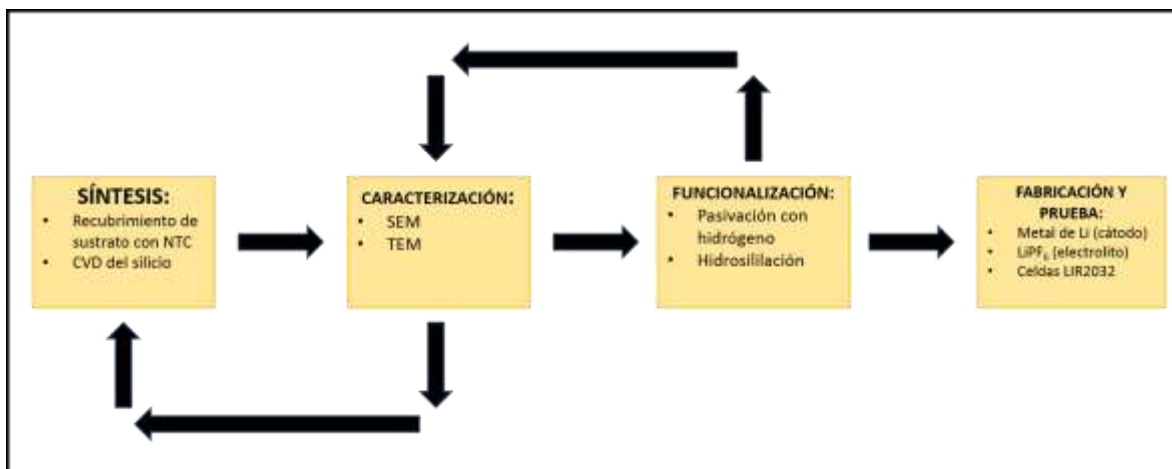 SÍNTESIS:
• Recubrimiento de
sustrato con NTC
• CVD del silicio
CARACTERIZACIÓN:
• SEM
• TEM
FUNCIONALIZACIÓN:
• Pasivación con
hidrógeno
• Hidrosililación
FABRICACIÓN Y
PRUEBA:
• Metal de Li (cátodo)
• LiPF₆ (electrolito)
• Celdas LIR2032